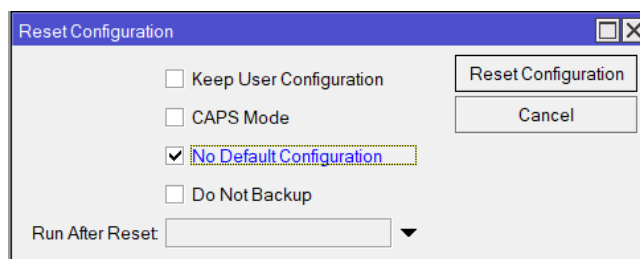 Reset Configuration
Keep User Configuration
CAPS Mode
No Default Configuration
Do Not Backup
Run After Reset:
Reset Configuration
Cancel